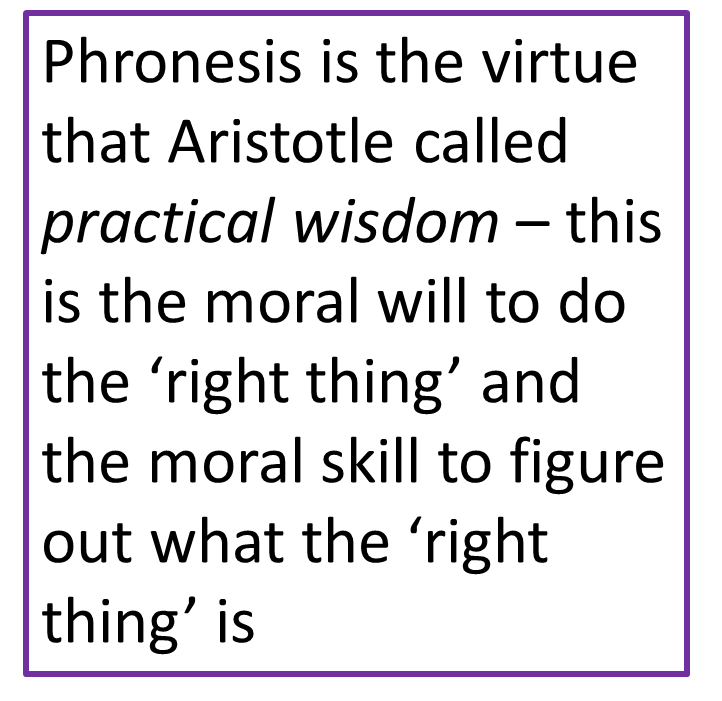 Phronesis is the virtue
that Aristotle called
practical wisdom – this
is the moral will to do
the ‘right thing’ and
the moral skill to figure
out what the ‘right
thing’ is